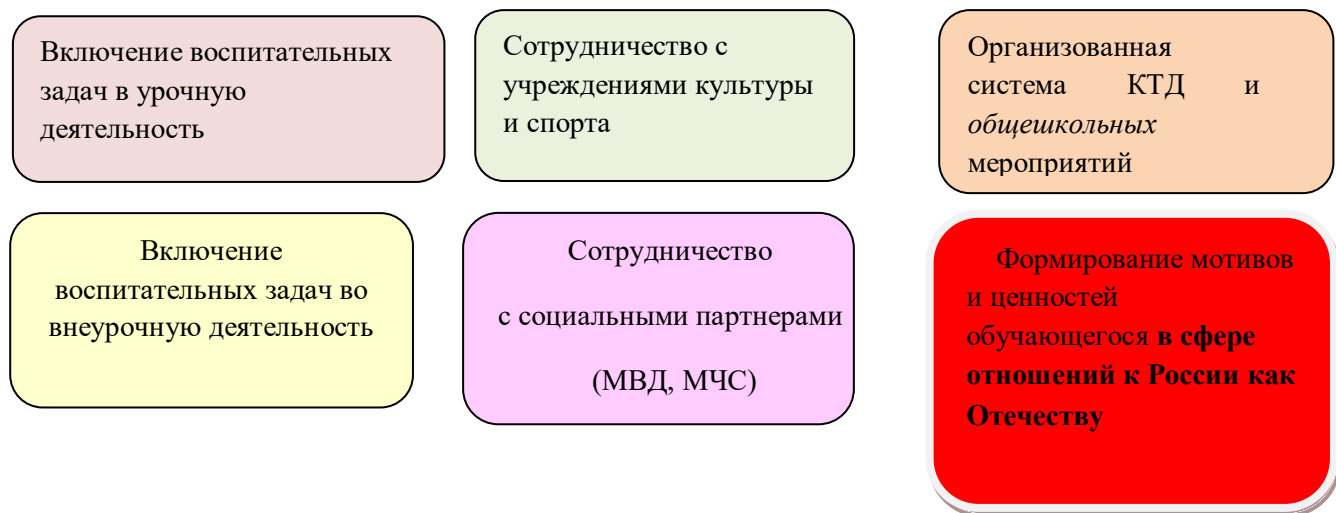 Включение воспитательных
задач в урочную
деятельность
Сотрудничество с
учреждениями культуры
и спорта
Организованная
система КТД и
общешкольных
мероприятий
Включение
воспитательных задач во
внеурочную деятельность
Сотрудничество
с социальными партнерами
(МВД, МЧС)
Формирование мотивов
и ценностей
обучающегося в сфере
отношений к России как
Отечеству